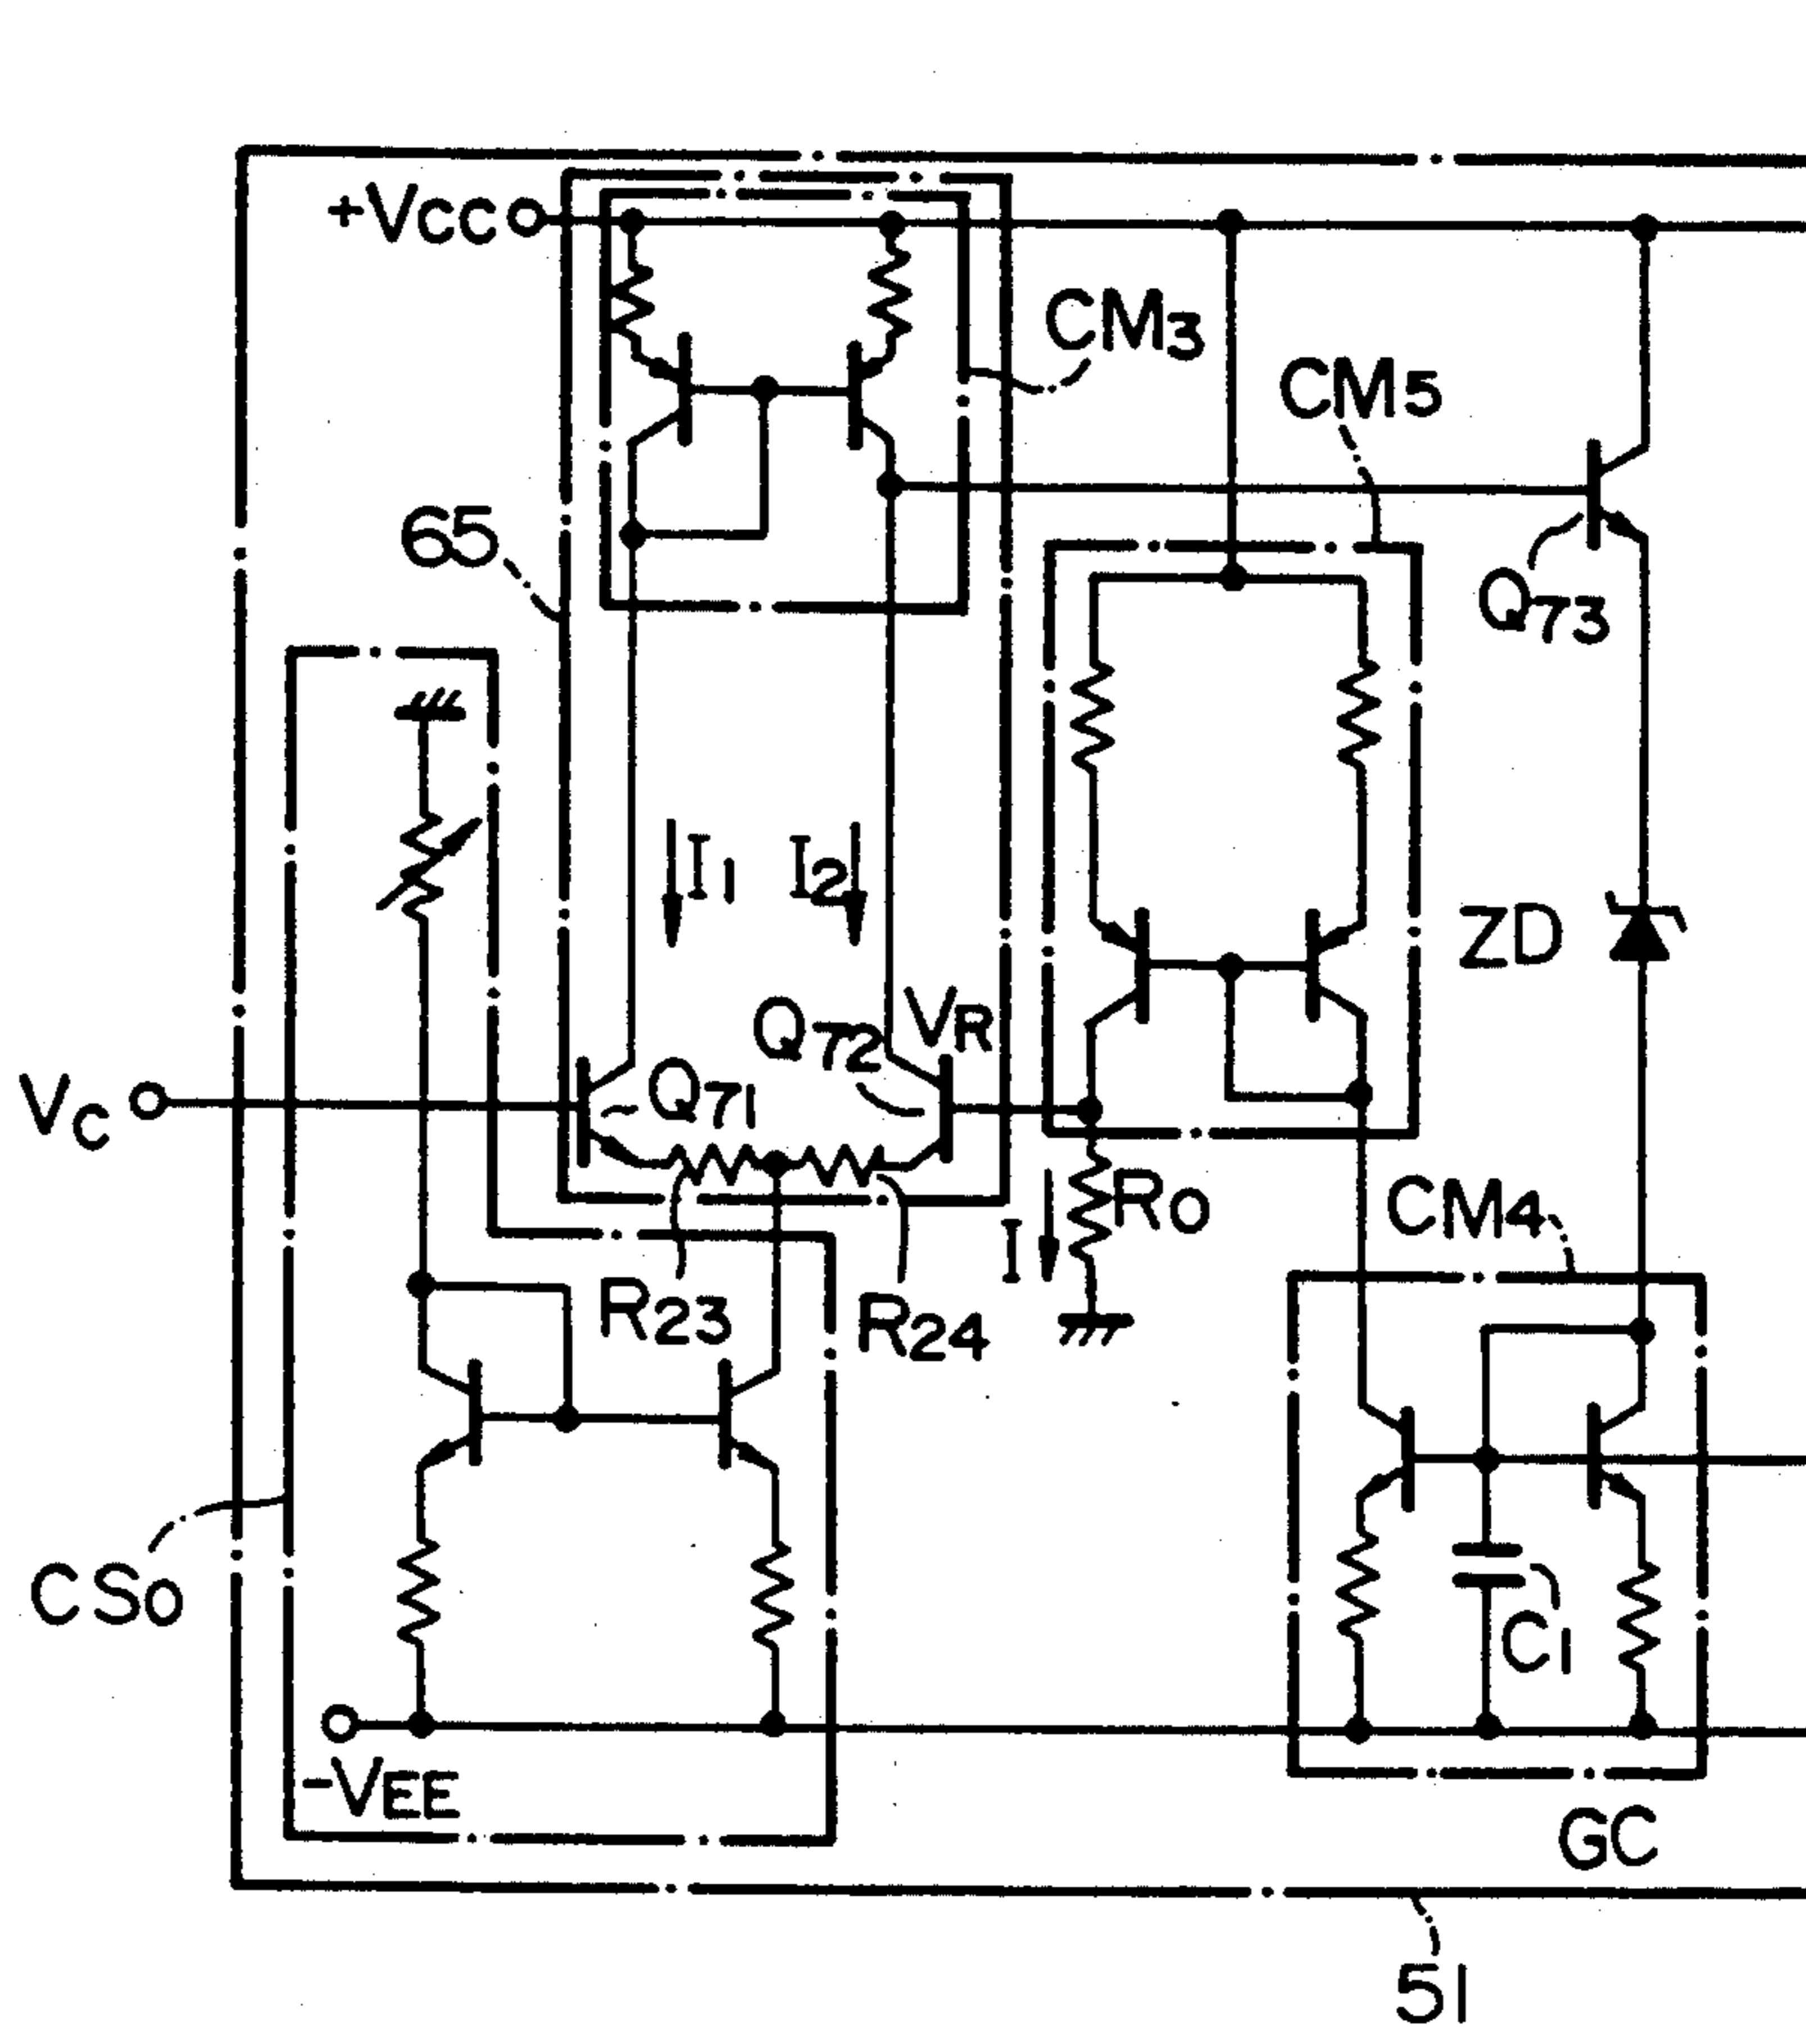 +VCC
CM3
CM5
65
Q73
I1
I2
ZD
Q72
VR
VC
Q71
R0
CM4
I
R23
R24
CS0
C1
-VEE
GC
51